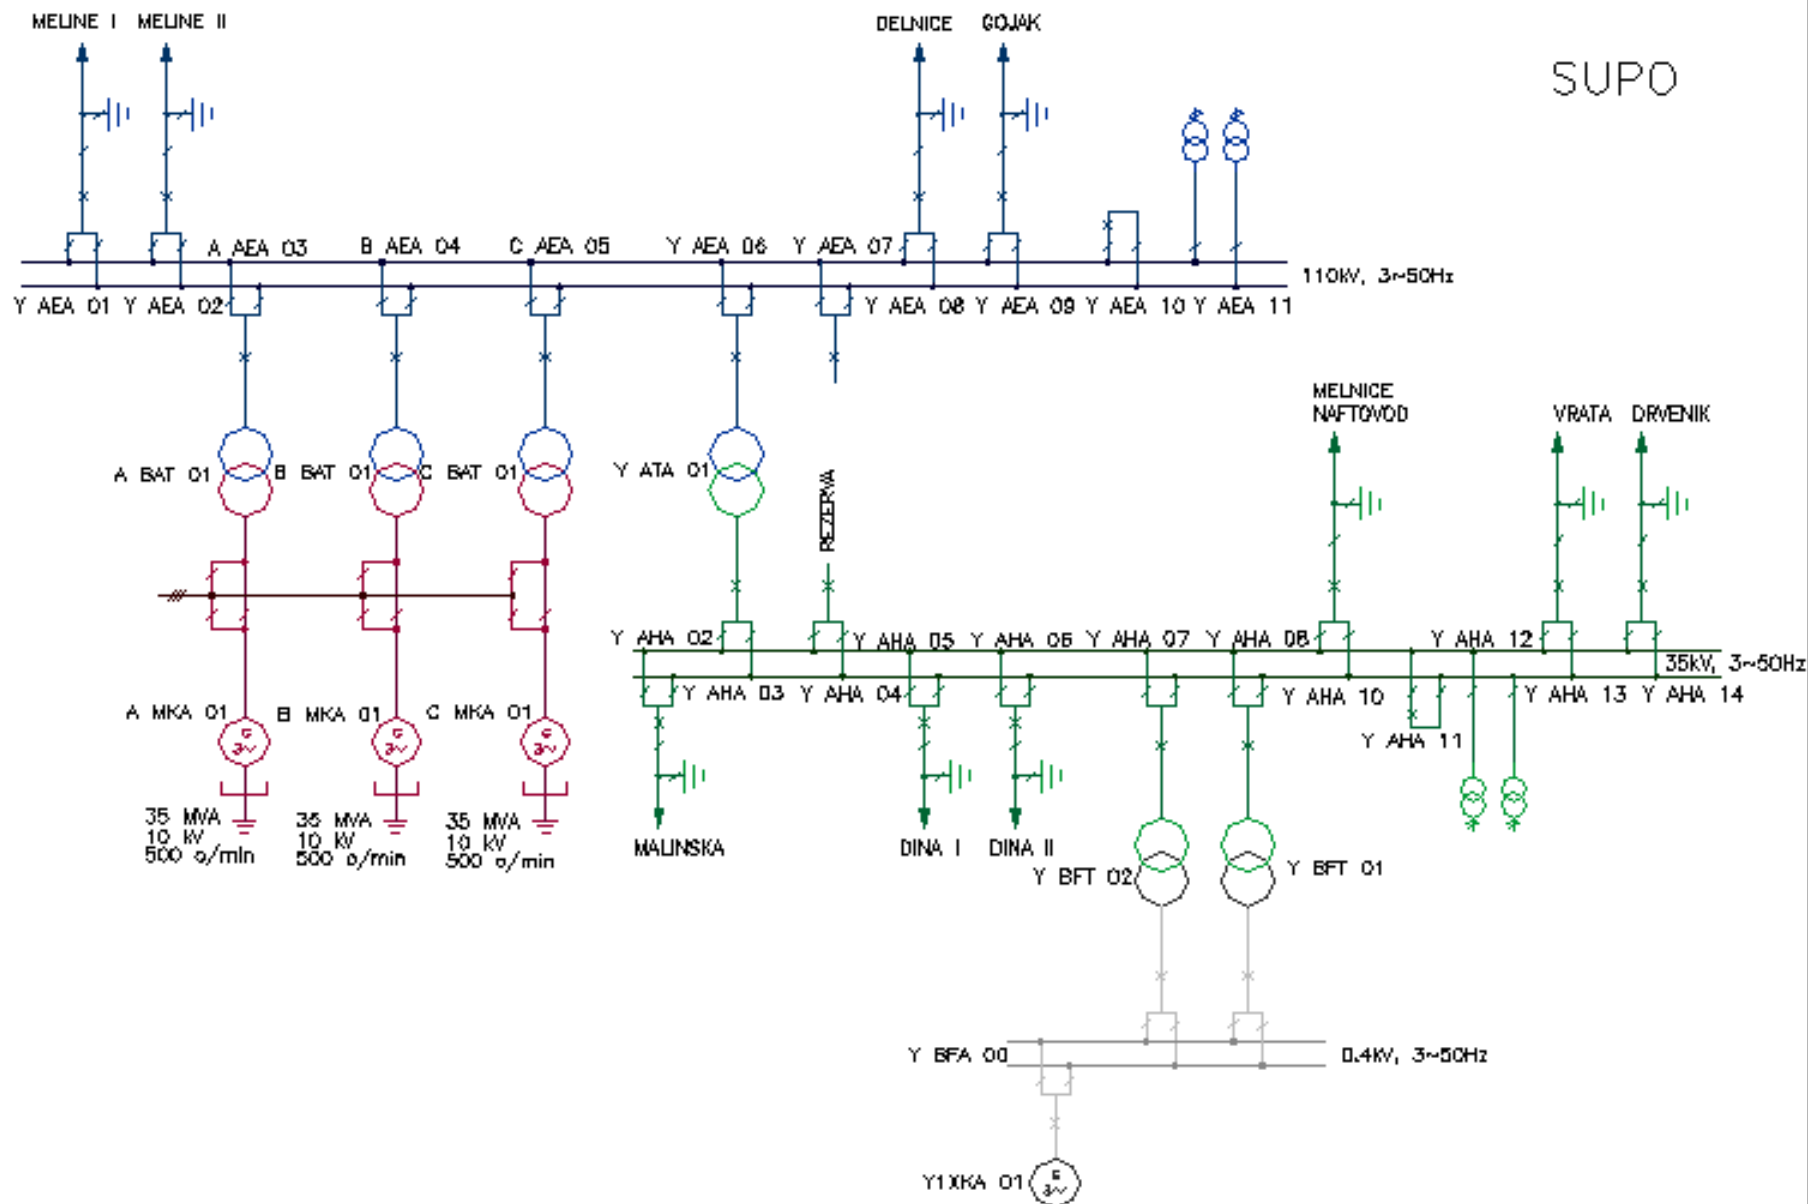 MELINE I
MELINE II
DELNICE
GOJAK
SUPO
A AEA 03
B AEA 04
C AEA 05
Y AEA 06
Y AEA 07
110kV, 3~50Hz
Y AEA 01
Y AEA 02
Y AEA 08
Y AEA 09
Y AEA 10
Y AEA 11
MELNICE
NAFTOVOD
VRATA
DRVENIK
A BAT 01
B BAT 01
C BAT 01
Y ATA 01
REZERVA
Y AHA 02
Y AHA 05
Y AHA 06
Y AHA 07
Y AHA 08
Y AHA 12
35kV, 3~50Hz
Y AHA 03
Y AHA 04
Y AHA 10
Y AHA 13
Y AHA 14
A MKA 01
B MKA 01
C MKA 01
Y AHA 11
G
3~
G
3~
G
3~
35 MVA
10 kV
500 o/min
35 MVA
10 kV
500 o/min
35 MVA
10 kV
500 o/min
MALINSKA
DINA I
DINA II
Y BFT 02
Y BFT 01
Y BFA 00
0.4kV, 3~50Hz
Y1XKA 01
G
3~